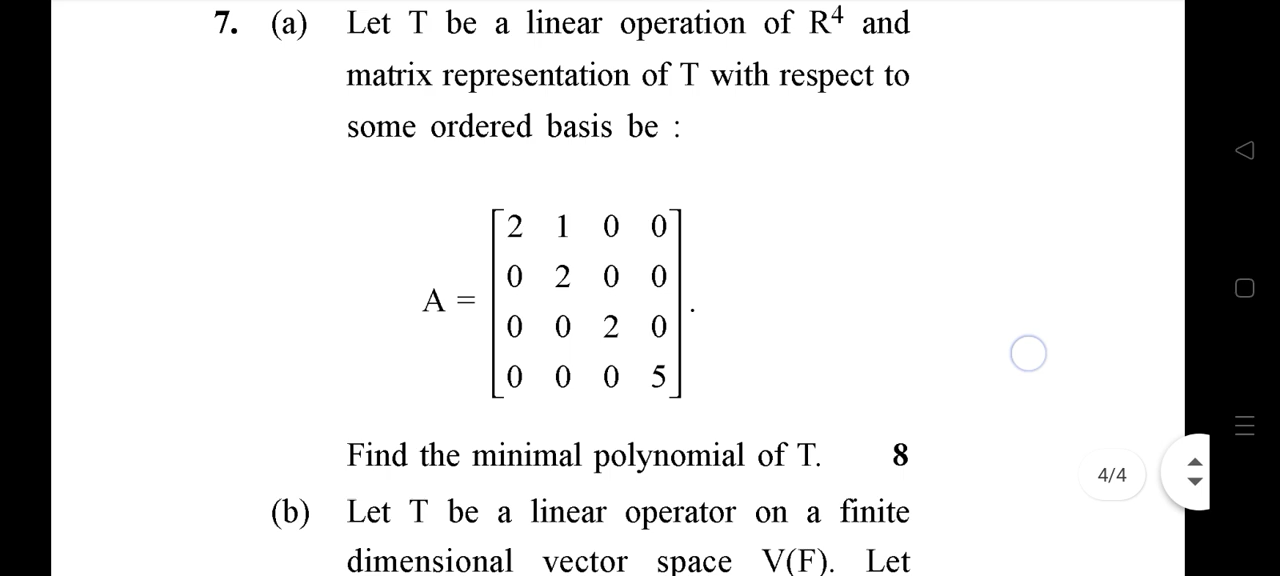 7. (a) Let T be a linear operation of R⁴ and
matrix representation of T with respect to
some ordered basis be :
A = [2 1 0 0
0 2 0 0
0 0 2 0
0 0 0 5].
Find the minimal polynomial of T. 8
4/4
(b) Let T be a linear operator on a finite
dimensional vector space V(F). Let